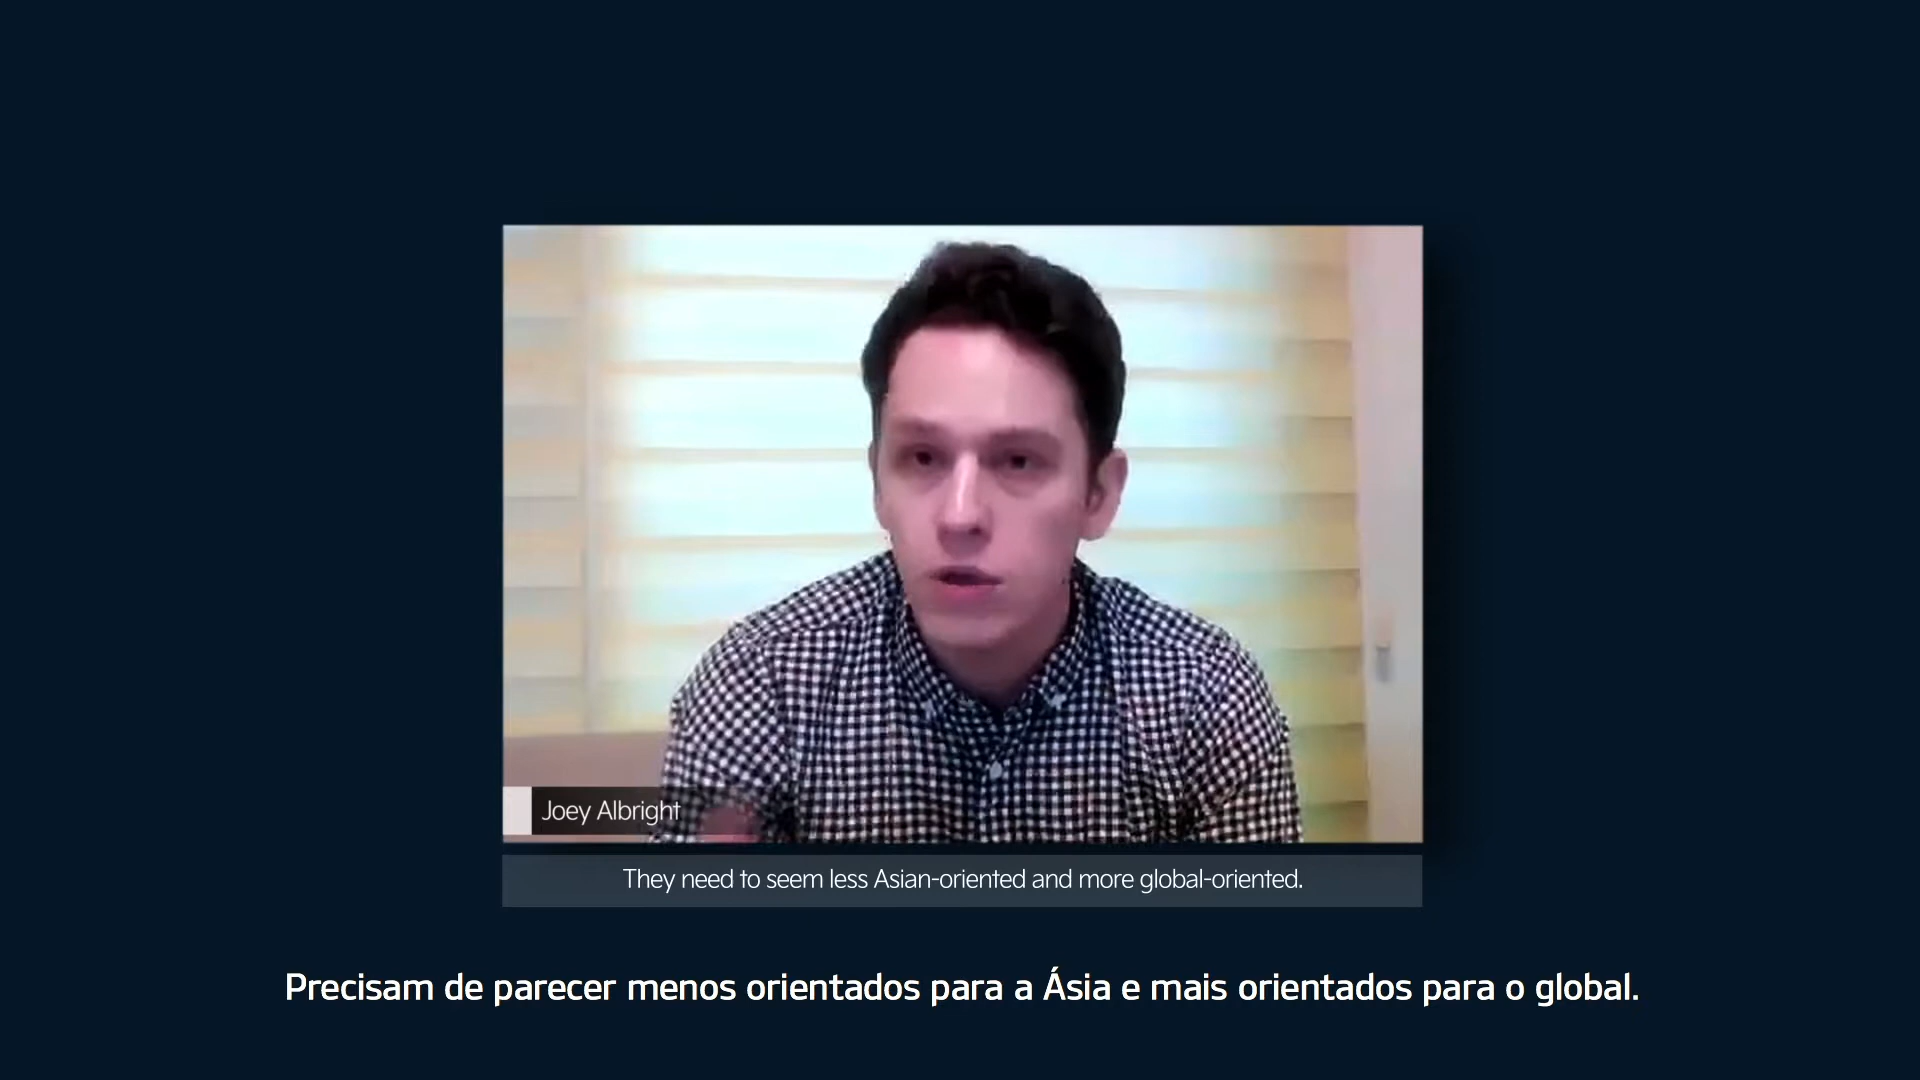 Joey Albright
They need to seem less Asian-oriented and more global-oriented.
Precisam de parecer menos orientados para a Ásia e mais orientados para o global.